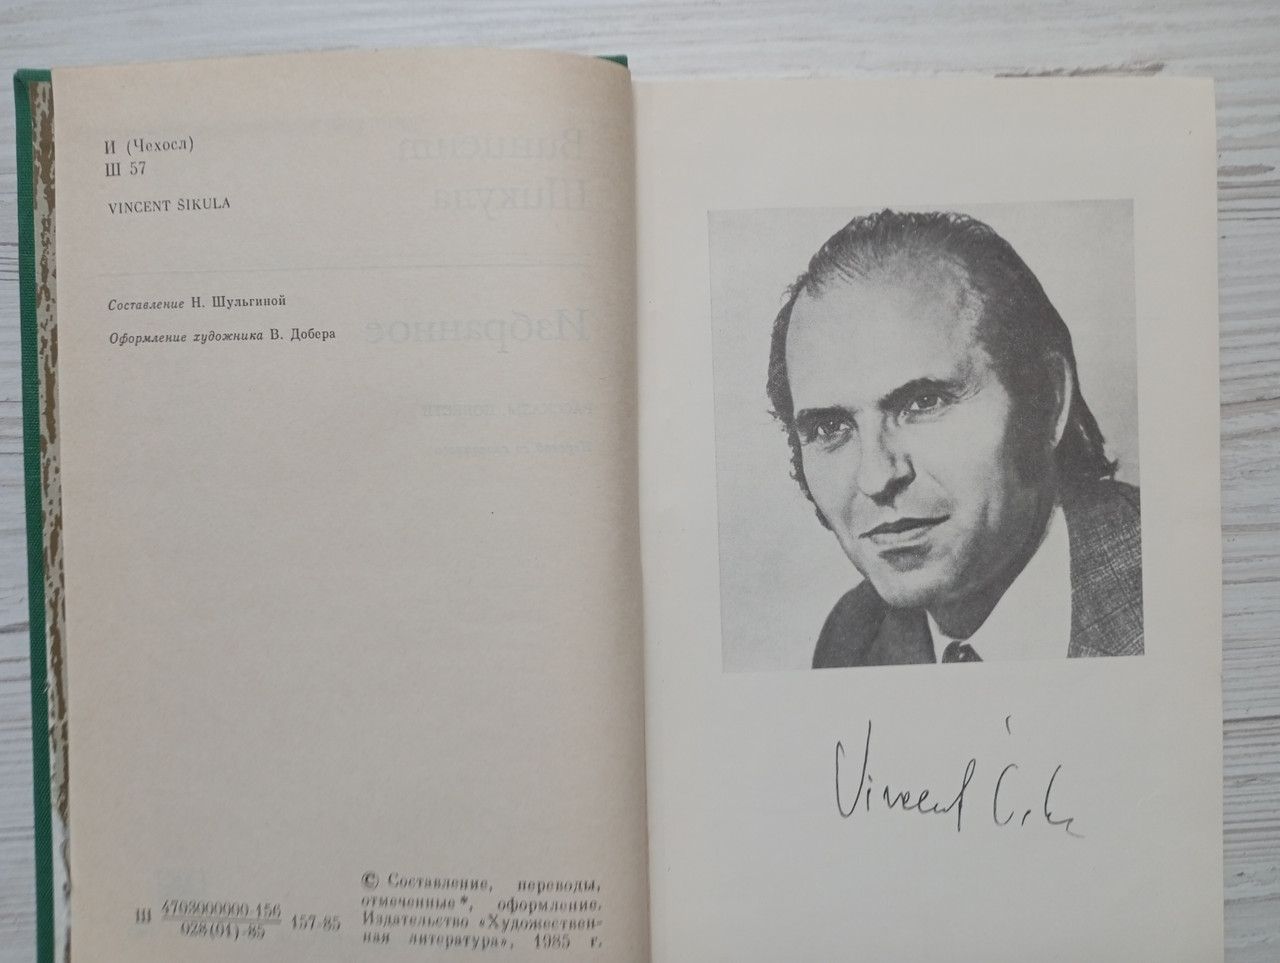 И (Чехосл)
Ш 57
VINCENT ŠIKULA
Составление Н. Шульгиной
Оформление художника В. Добера
Ш 4703000000-156
028(01)-85 157-85
© Составление, переводы,
отмеченные *, оформление.
Издательство «Художествен-
ная литература», 1985 г.
Vincent